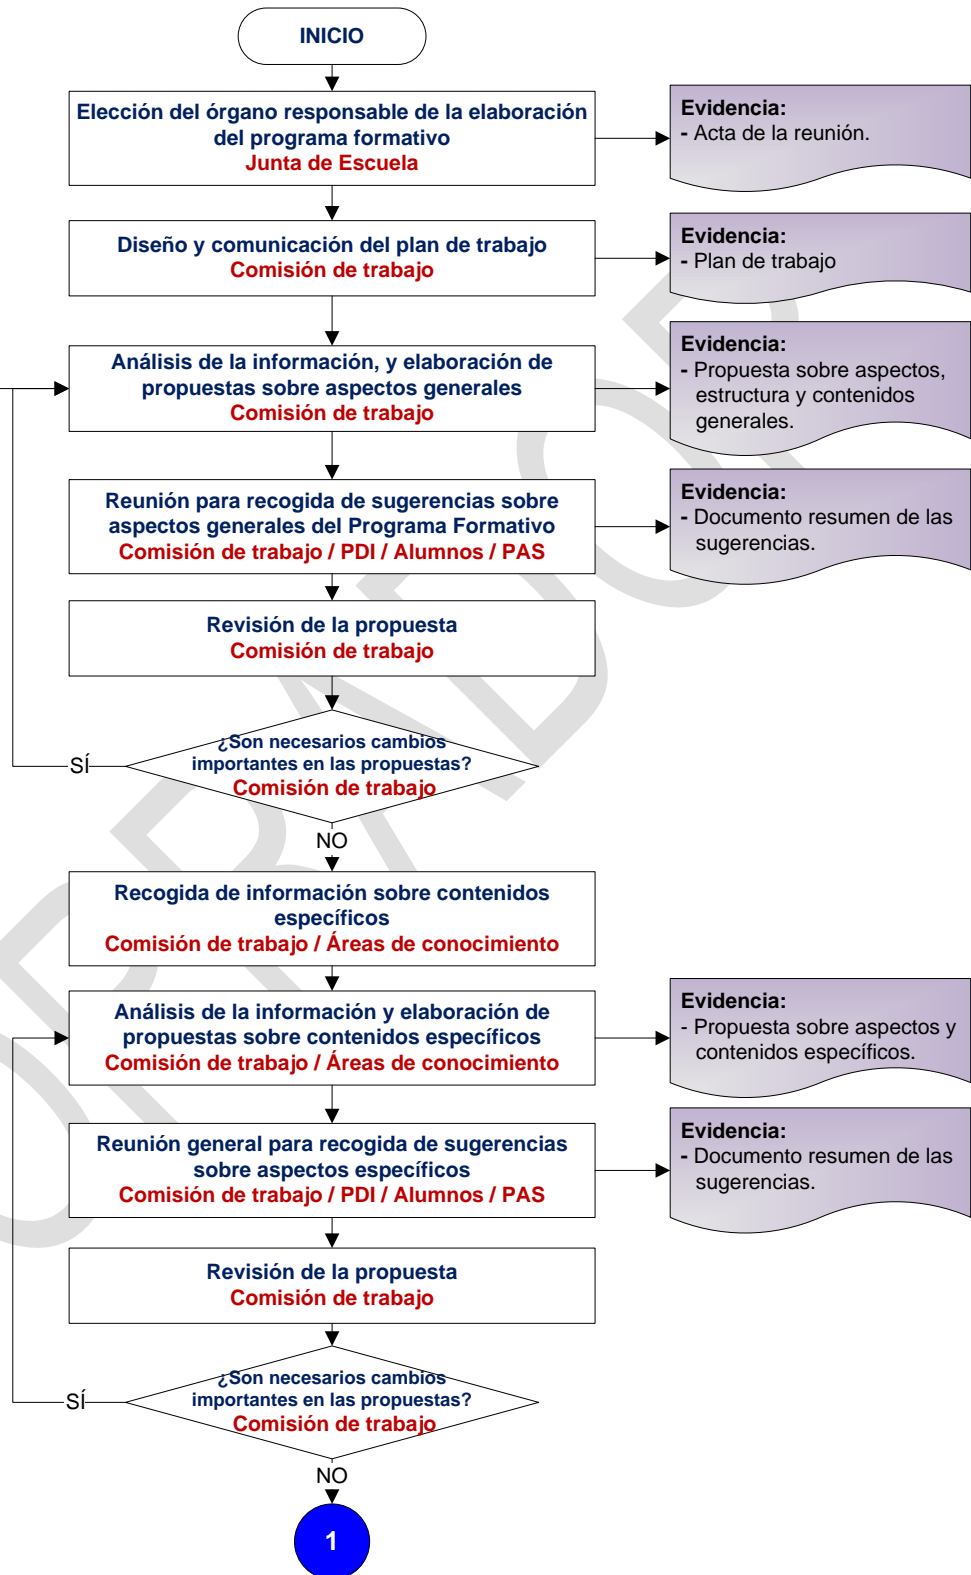 INICIO
Elección del órgano responsable de la elaboración
del programa formativo
Junta de Escuela
Evidencia:
- Acta de la reunión.
Diseño y comunicación del plan de trabajo
Comisión de trabajo
Evidencia:
- Plan de trabajo
Análisis de la información, y elaboración de
propuestas sobre aspectos generales
Comisión de trabajo
Evidencia:
- Propuesta sobre aspectos,
estructura y contenidos
generales.
Reunión para recogida de sugerencias sobre
aspectos generales del Programa Formativo
Comisión de trabajo / PDI / Alumnos / PAS
Evidencia:
- Documento resumen de las
sugerencias.
Revisión de la propuesta
Comisión de trabajo
¿Son necesarios cambios
importantes en las propuestas?
Comisión de trabajo
SÍ
NO
Recogida de información sobre contenidos
específicos
Comisión de trabajo / Áreas de conocimiento
Análisis de la información y elaboración de
propuestas sobre contenidos específicos
Comisión de trabajo / Áreas de conocimiento
Evidencia:
- Propuesta sobre aspectos y
contenidos específicos.
Reunión general para recogida de sugerencias
sobre aspectos específicos
Comisión de trabajo / PDI / Alumnos / PAS
Evidencia:
- Documento resumen de las
sugerencias.
Revisión de la propuesta
Comisión de trabajo
¿Son necesarios cambios
importantes en las propuestas?
Comisión de trabajo
SÍ
NO
1